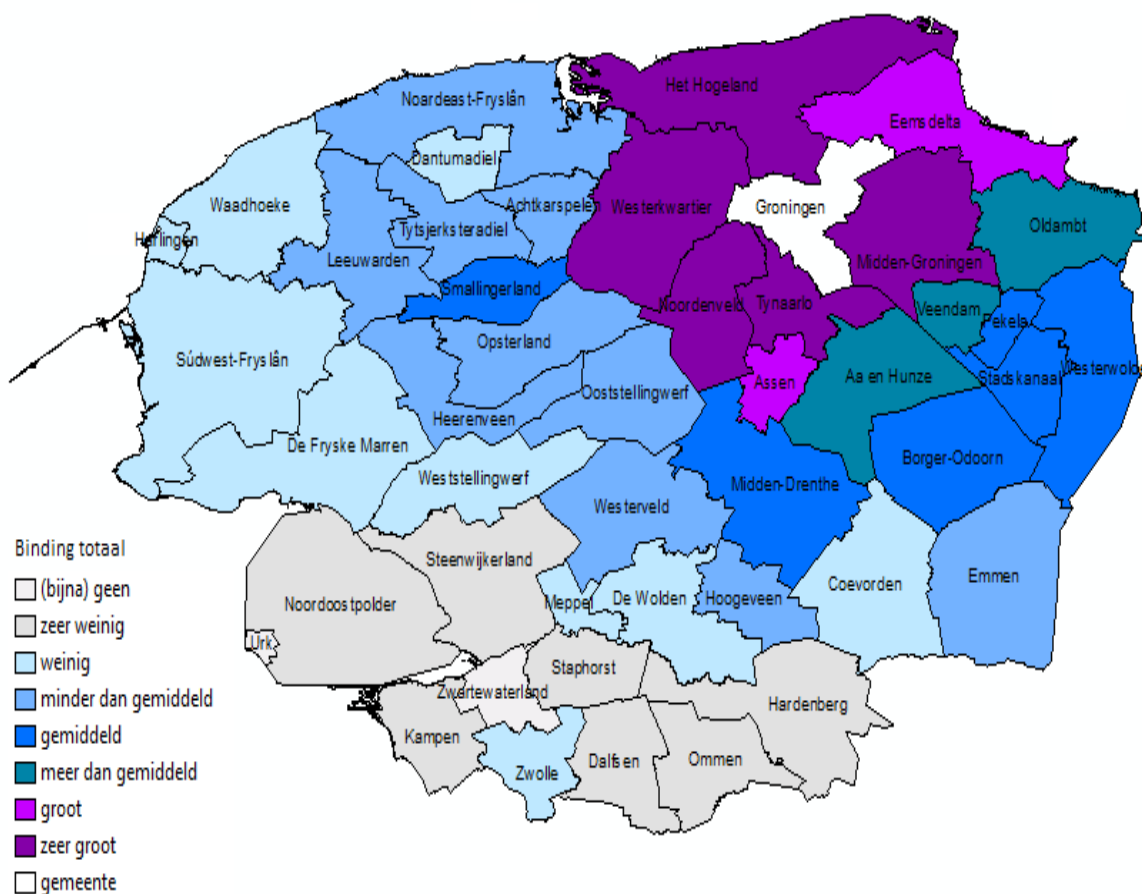 Het Hogeland
Noardeast-Fryslân
Eemsdelta
Dantumadiel
Waadhoeke
Achtkarspelen
Westerkwartier
Groningen
Tytsjerksteradiel
Oldambt
Harlingen
Leeuwarden
Midden-Groningen
Smallingerland
Noordenveld
Tynaarlo
Veendam
Pekela
Opsterland
Súdwest-Fryslân
Westerwolde
Stadskanaal
Assen
Aa en Hunze
Ooststellingwerf
Heerenveen
De Fryske Marren
Borger-Odoorn
Weststellingwerf
Midden-Drenthe
Westerveld
Steenwijkerland
Emmen
Coevorden
De Wolden
Hoogeveen
Meppel
Noordoostpolder
Urk
Staphorst
Zwartewaterland
Hardenberg
Kampen
Ommen
Dalfsen
Zwolle
Binding totaal
(bijna) geen
zeer weinig
weinig
minder dan gemiddeld
gemiddeld
meer dan gemiddeld
groot
zeer groot
gemeente